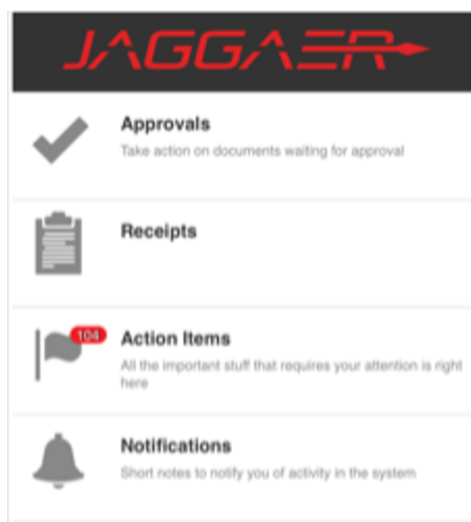 JAGGAER
Approvals
Take action on documents waiting for approval
Receipts
104
Action Items
All the important stuff that requires your attention is right
here
Notifications
Short notes to notify you of activity in the system